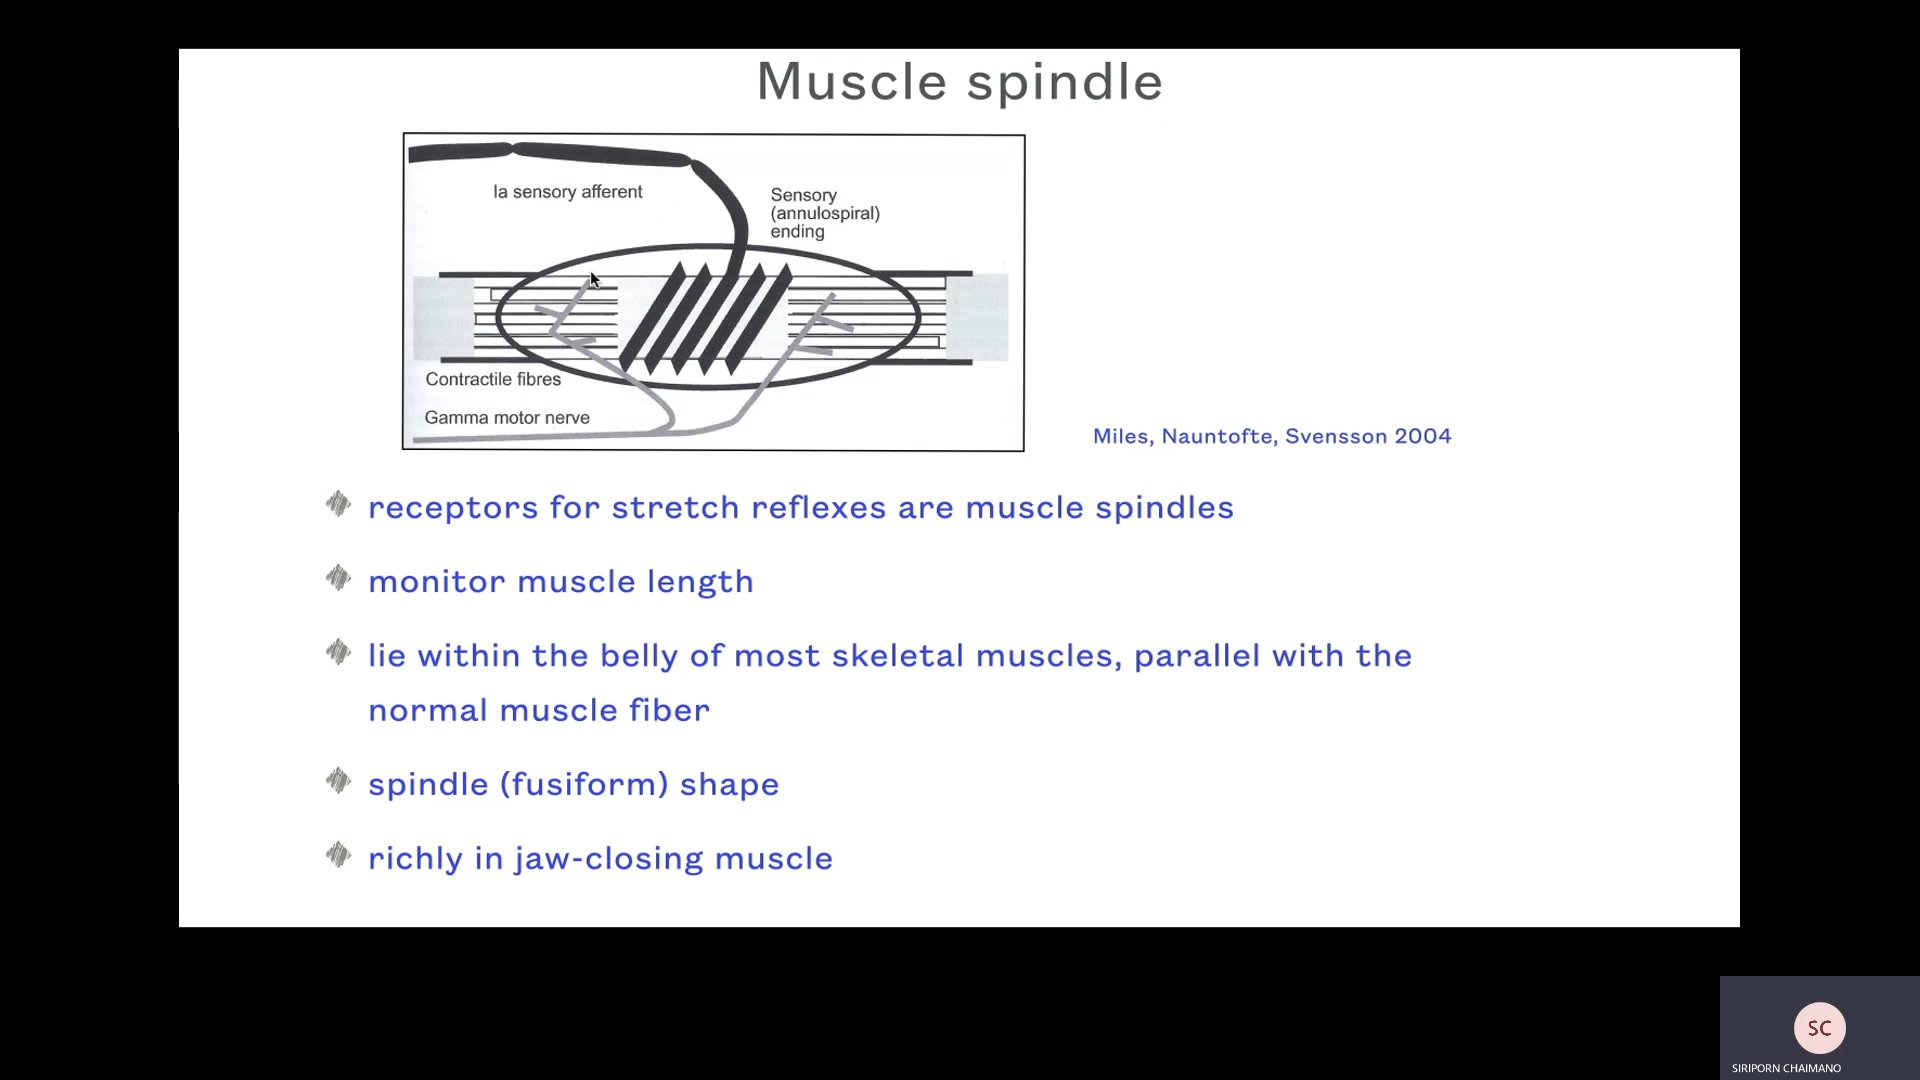 Muscle spindle
Ia sensory afferent
Sensory
(annulospiral)
ending
Contractile fibres
Gamma motor nerve
Miles, Nauntofte, Svensson 2004
receptors for stretch reflexes are muscle spindles
monitor muscle length
lie within the belly of most skeletal muscles, parallel with the
normal muscle fiber
spindle (fusiform) shape
richly in jaw-closing muscle
SC
SIRIPORN CHAIMANO